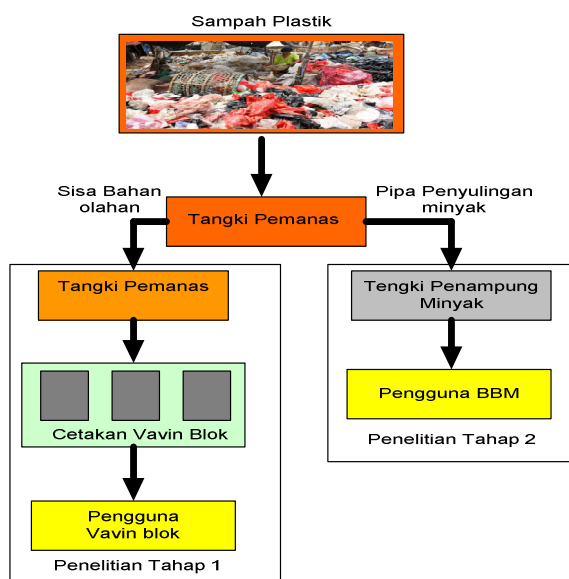 Sampah Plastik
Sisa Bahan
olahan
Pipa Penyulingan
minyak
Tangki Pemanas
Tangki Pemanas
Cetakan Vavin Blok
Pengguna
Vavin blok
Penelitian Tahap 1
Tengki Penampung
Minyak
Pengguna BBM
Penelitian Tahap 2